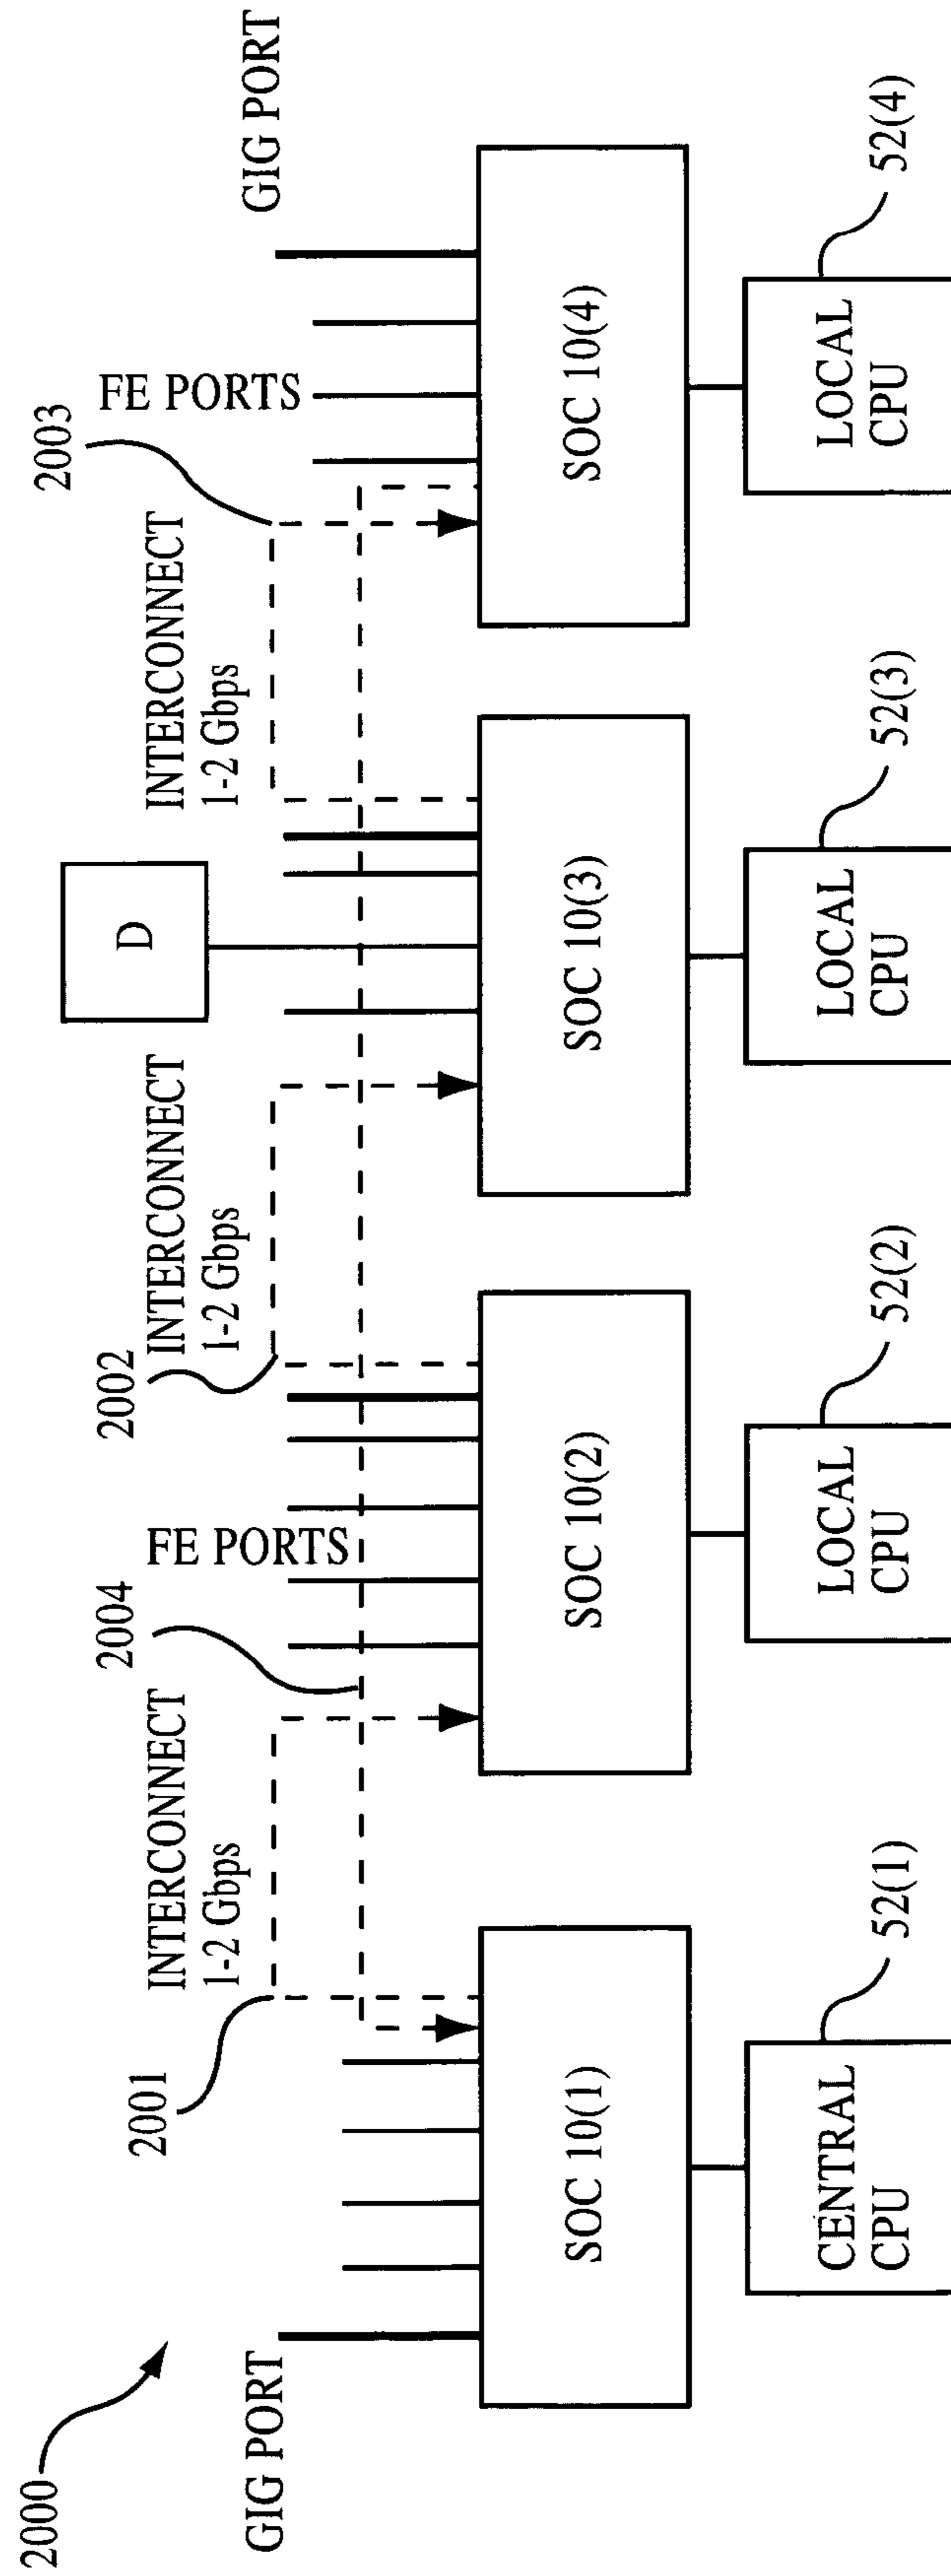 2000
GIG PORT
2001
INTERCONNECT
1-2 Gbps
2004
FE PORTS
2002
INTERCONNECT
1-2 Gbps
D
INTERCONNECT
1-2 Gbps
2003
FE PORTS
GIG PORT
SOC 10(1)
SOC 10(2)
SOC 10(3)
SOC 10(4)
CENTRAL
CPU
52(1)
LOCAL
CPU
52(2)
LOCAL
CPU
52(3)
LOCAL
CPU
52(4)